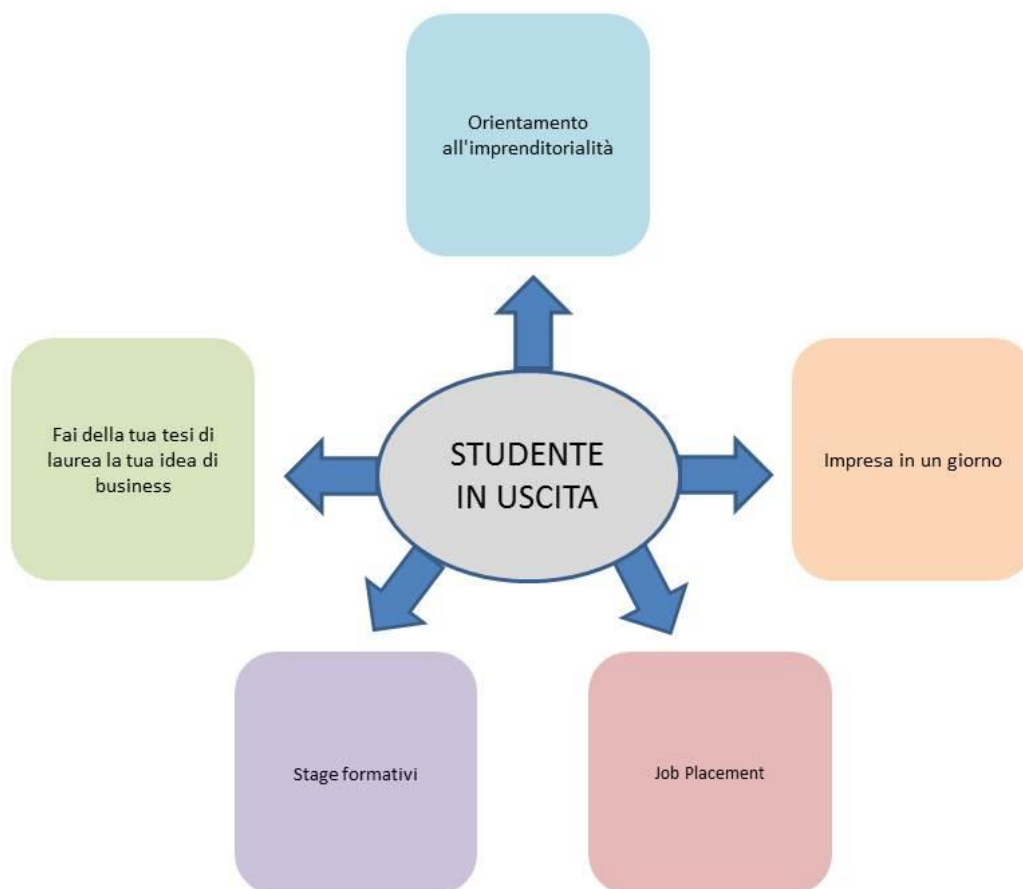 Orientamento
all'imprenditorialità
Fai della tua tesi di
laurea la tua idea di
business
STUDENTE
IN USCITA
Impresa in un giorno
Stage formativi
Job Placement